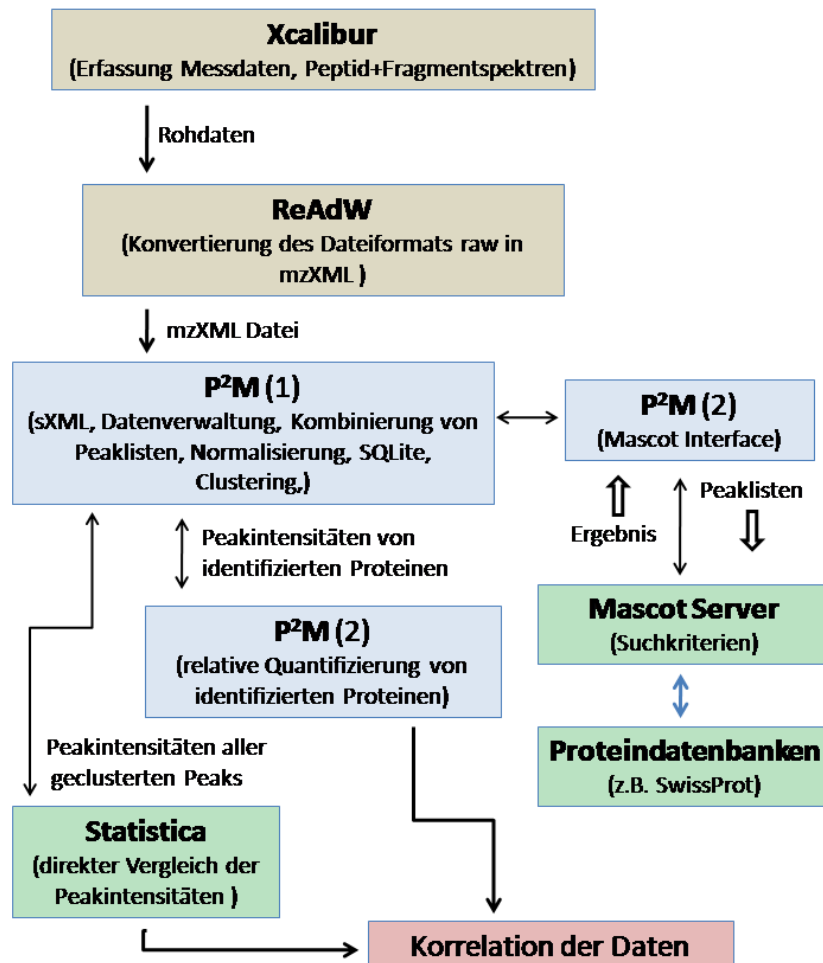 Xcalibur
(Erfassung Messdaten, Peptid+Fragmentspektren)
Rohdaten
ReAdW
(Konvertierung des Dateiformats raw in
mzXML )
mzXML Datei
P²M (1)
(sXML, Datenverwaltung, Kombinierung von
Peaklisten, Normalisierung, SQLite,
Clustering,)
P²M (2)
(Mascot Interface)
Peaklisten
Ergebnis
Peakintensitäten von
identifizierten Proteinen
Mascot Server
(Suchkriterien)
P²M (2)
(relative Quantifizierung von
identifizierten Proteinen)
Proteindatenbanken
(z.B. SwissProt)
Peakintensitäten aller
geclusterten Peaks
Statistica
(direkter Vergleich der
Peakintensitäten )
Korrelation der Daten